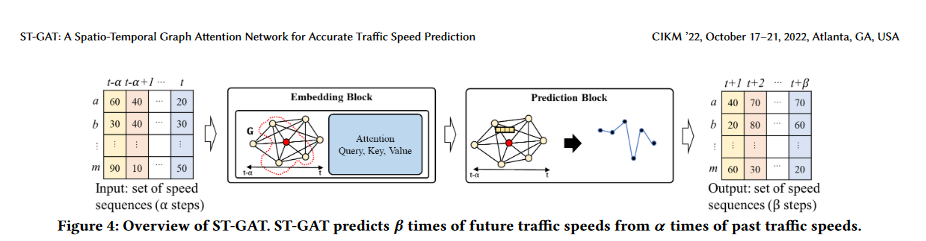 ST-GAT: A Spatio-Temporal Graph Attention Network for Accurate Traffic Speed Prediction
CIKM ’22, October 17–21, 2022, Atlanta, GA, USA
t-α t-α+1 ··· t
a 60 40 ··· 20
b 30 40 ··· 30
⋮ ⋮ ⋮ ⋮
m 90 10 ··· 50
Input: set of speed
sequences (α steps)
Embedding Block
G
Attention
Query, Key, Value
t-α t
Prediction Block
t-α t
t+1 t+2 ··· t+β
a 40 70 ··· 70
b 20 80 ··· 60
⋮ ⋮ ⋮ ⋮
m 60 30 ··· 20
Output: set of speed
sequences (β steps)
Figure 4: Overview of ST-GAT. ST-GAT predicts β times of future traffic speeds from α times of past traffic speeds.